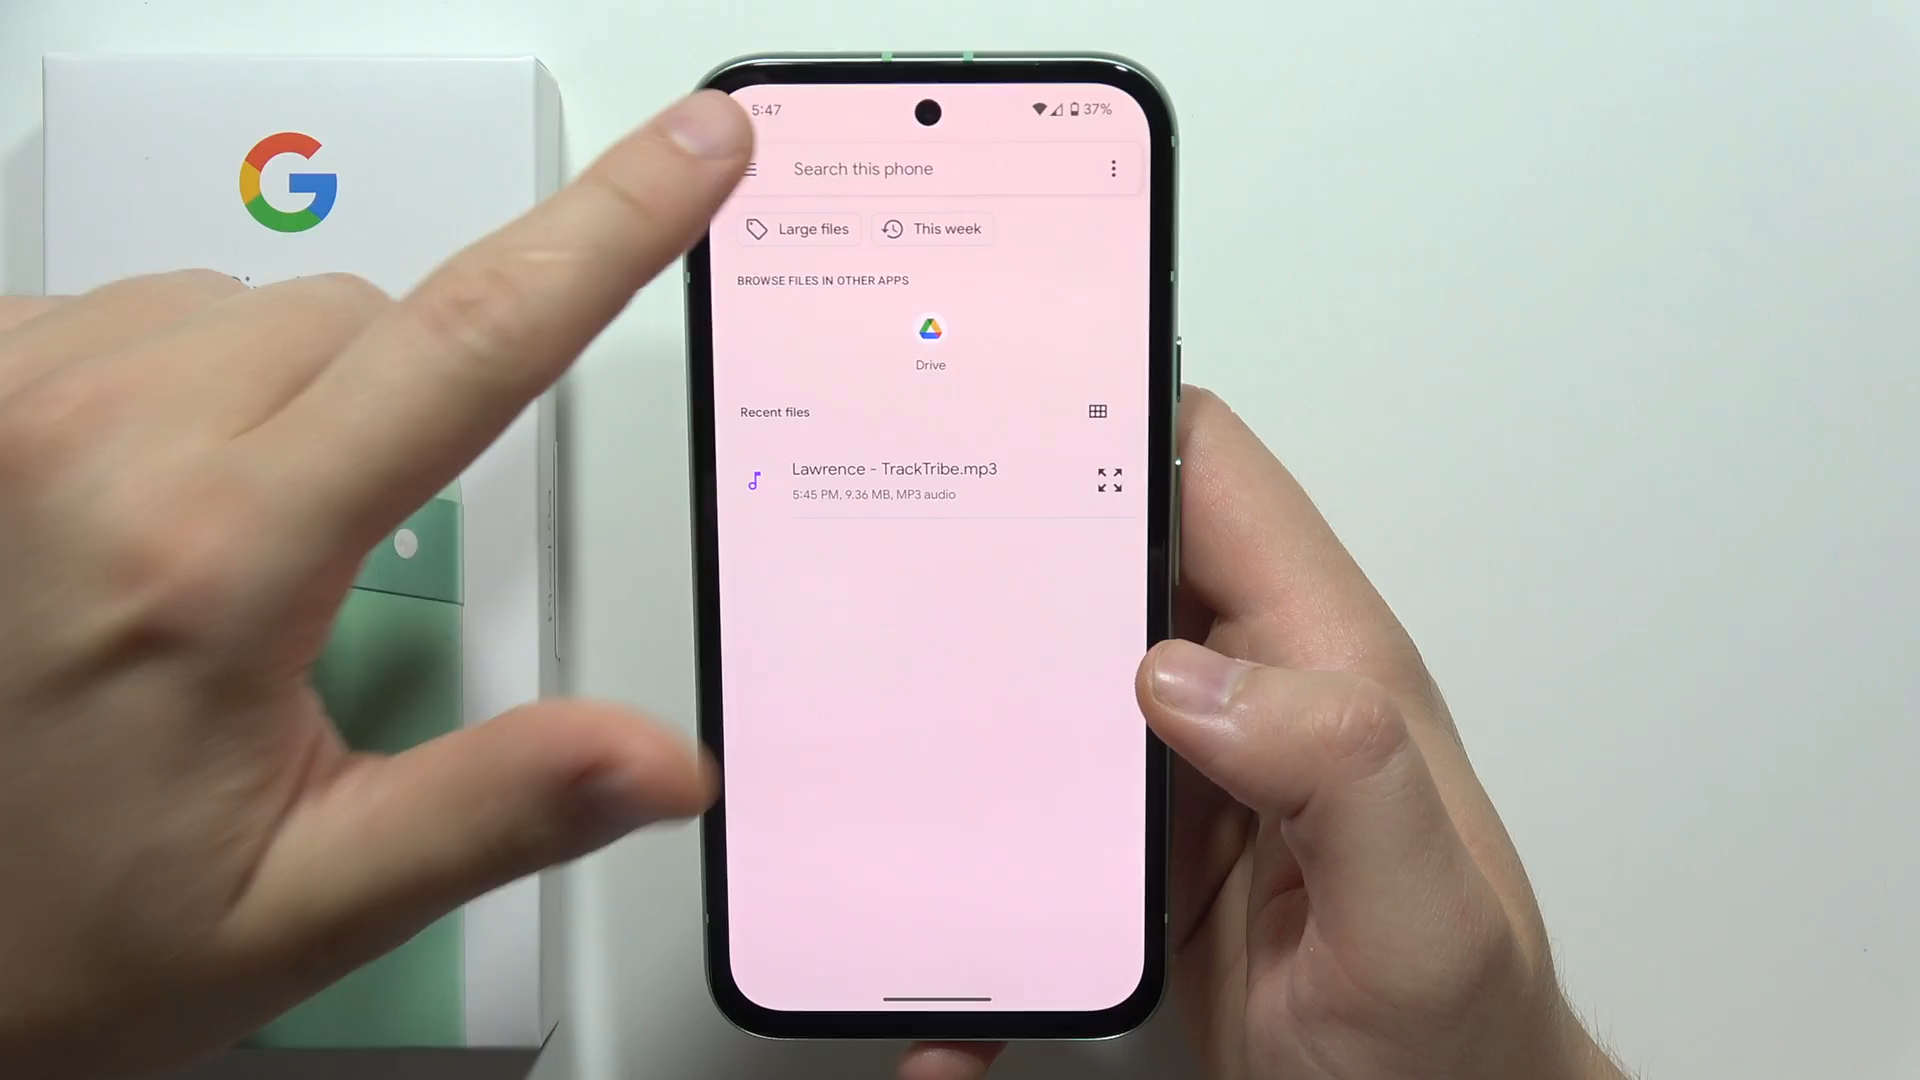 5:47
37%
Search this phone
Large files
This week
BROWSE FILES IN OTHER APPS
Drive
Recent files
Lawrence - TrackTribe.mp3
5:45 PM, 9.36 MB, MP3 audio